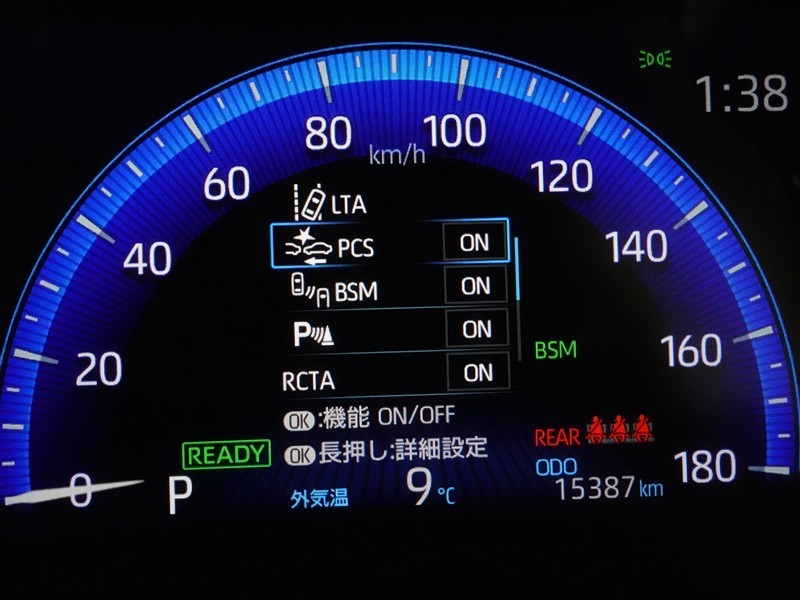 1:38
80
100
km/h
60
120
LTA
40
PCS ON
140
BSM ON
P ON
BSM
160
20
RCTA ON
OK:機能 ON/OFF
REAR
READY
OK長押し:詳細設定
ODO
180
0
P
外気温 9℃
15387km